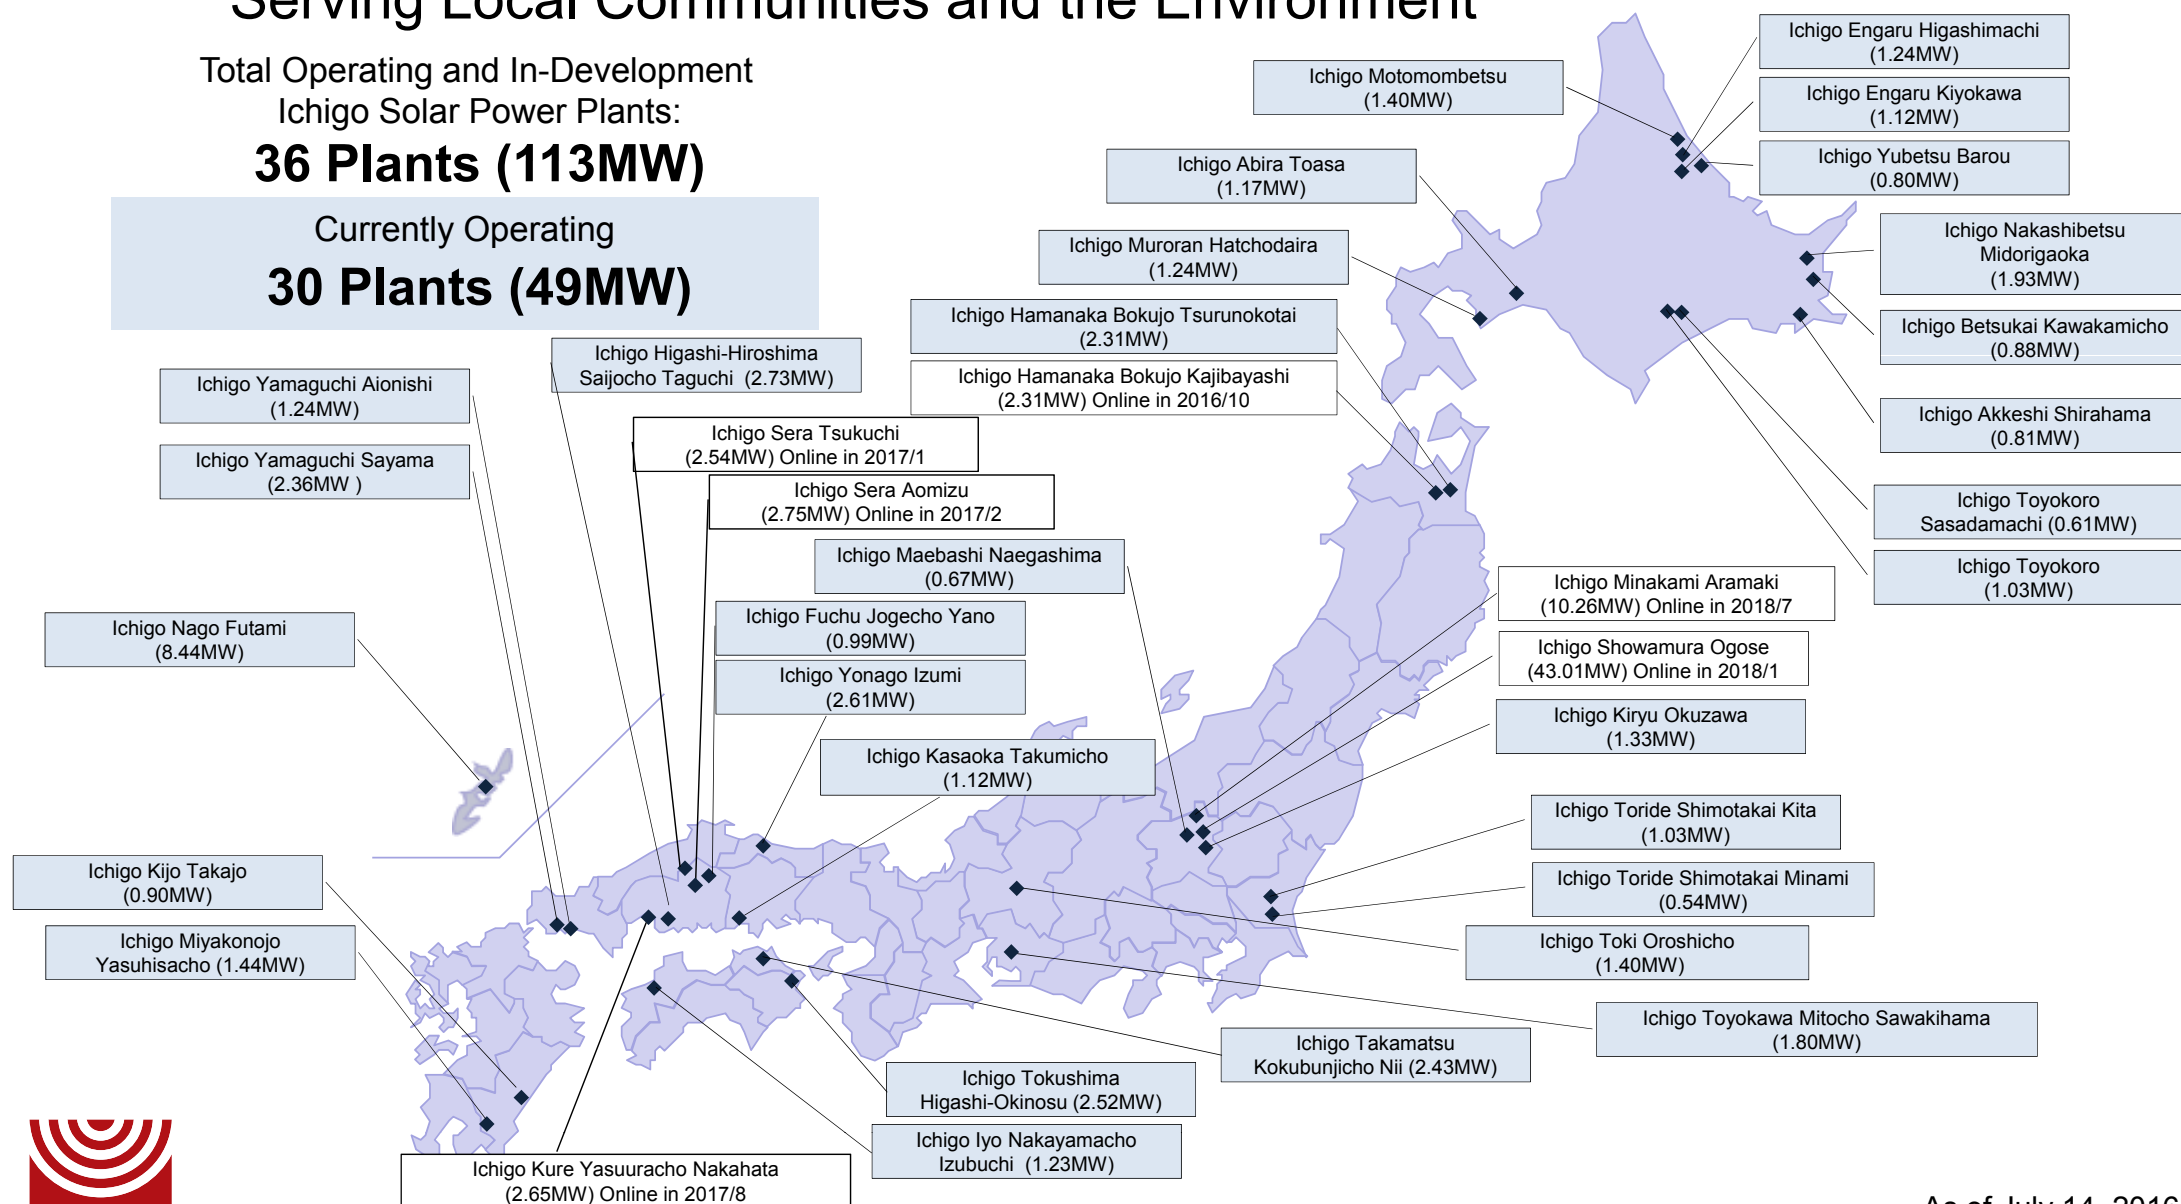 Serving Local Communities and the Environment
Total Operating and In-Development
Ichigo Solar Power Plants:
36 Plants (113MW)
Currently Operating
30 Plants (49MW)
Ichigo Engaru Higashimachi
(1.24MW)
Ichigo Motomombetsu
(1.40MW)
Ichigo Engaru Kiyokawa
(1.12MW)
Ichigo Yubetsu Barou
(0.80MW)
Ichigo Abira Toasa
(1.17MW)
Ichigo Muroran Hatchodaira
(1.24MW)
Ichigo Nakashibetsu
Midorigaoka
(1.93MW)
Ichigo Hamanaka Bokujo Tsurunokotai
(2.31MW)
Ichigo Betsukai Kawakamicho
(0.88MW)
Ichigo Hamanaka Bokujo Kajibayashi
(2.31MW) Online in 2016/10
Ichigo Akkeshi Shirahama
(0.81MW)
Ichigo Higashi-Hiroshima
Saijocho Taguchi (2.73MW)
Ichigo Yamaguchi Aionishi
(1.24MW)
Ichigo Sera Tsukuchi
(2.54MW) Online in 2017/1
Ichigo Yamaguchi Sayama
(2.36MW )
Ichigo Sera Aomizu
(2.75MW) Online in 2017/2
Ichigo Toyokoro
Sasadamachi (0.61MW)
Ichigo Maebashi Naegashima
(0.67MW)
Ichigo Toyokoro
(1.03MW)
Ichigo Minakami Aramaki
(10.26MW) Online in 2018/7
Ichigo Fuchu Jogecho Yano
(0.99MW)
Ichigo Nago Futami
(8.44MW)
Ichigo Showamura Ogose
(43.01MW) Online in 2018/1
Ichigo Yonago Izumi
(2.61MW)
Ichigo Kiryu Okuzawa
(1.33MW)
Ichigo Kasaoka Takumicho
(1.12MW)
Ichigo Toride Shimotakai Kita
(1.03MW)
Ichigo Kijo Takajo
(0.90MW)
Ichigo Toride Shimotakai Minami
(0.54MW)
Ichigo Miyakonojo
Yasuhisacho (1.44MW)
Ichigo Toki Oroshicho
(1.40MW)
Ichigo Toyokawa Mitocho Sawakihama
(1.80MW)
Ichigo Takamatsu
Kokubunjicho Nii (2.43MW)
Ichigo Tokushima
Higashi-Okinosu (2.52MW)
Ichigo Iyo Nakayamacho
Izubuchi (1.23MW)
Ichigo Kure Yasuuracho Nakahata
(2.65MW) Online in 2017/8
As of July 14, 2016